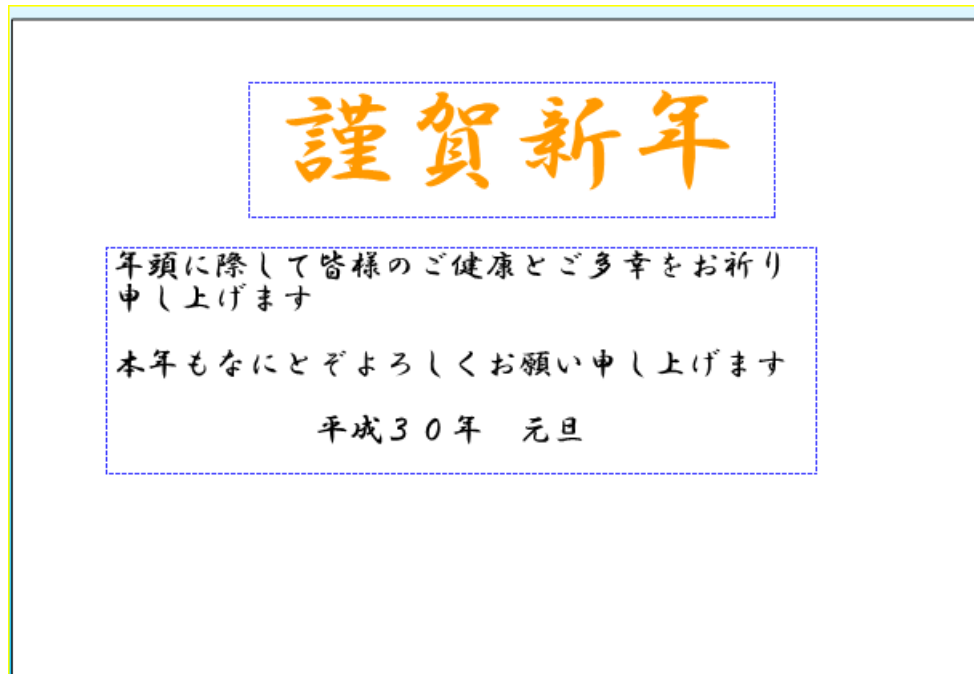 謹賀新年
年頭に際して皆様のご健康とご多幸をお祈り
申し上げます
本年もなにとぞよろしくお願い申し上げます
平成３０年　元旦